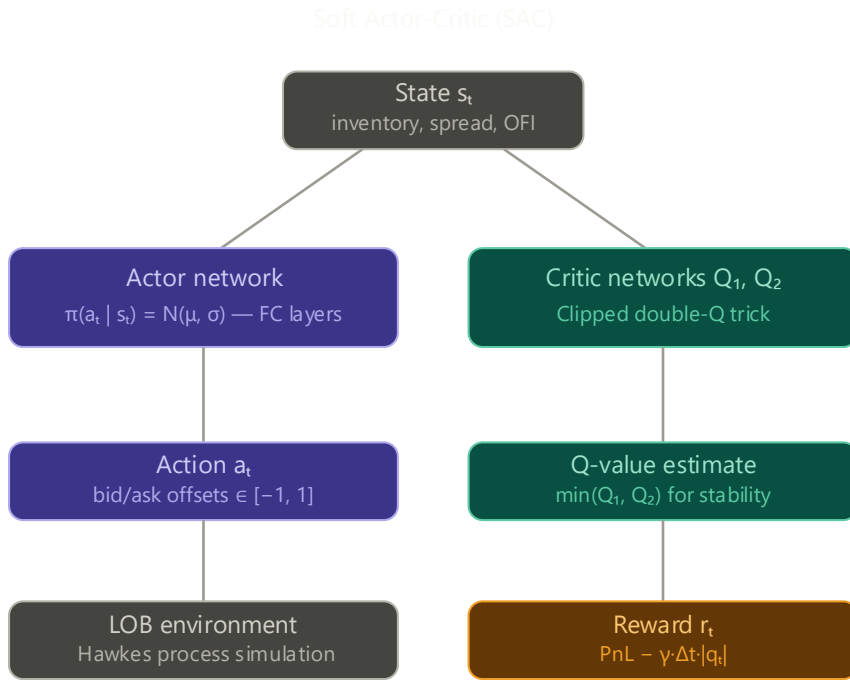 Soft Actor-Critic (SAC)
State sₜ
inventory, spread, OFI
Actor network
π(aₜ | sₜ) = N(μ, σ) — FC layers
Critic networks Q₁, Q₂
Clipped double-Q trick
Action aₜ
bid/ask offsets ∈ [−1, 1]
Q-value estimate
min(Q₁, Q₂) for stability
LOB environment
Hawkes process simulation
Reward rₜ
PnL − γ·Δt·|qₜ|